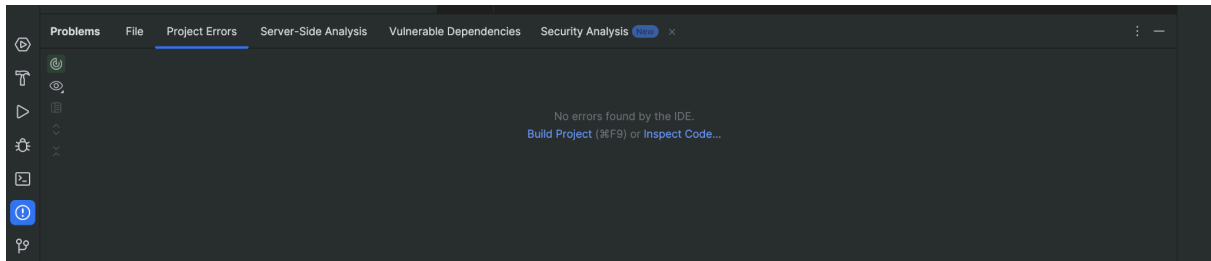 Problems File Project Errors Server-Side Analysis Vulnerable Dependencies Security Analysis New
No errors found by the IDE.
Build Project (⌘F9) or Inspect Code...